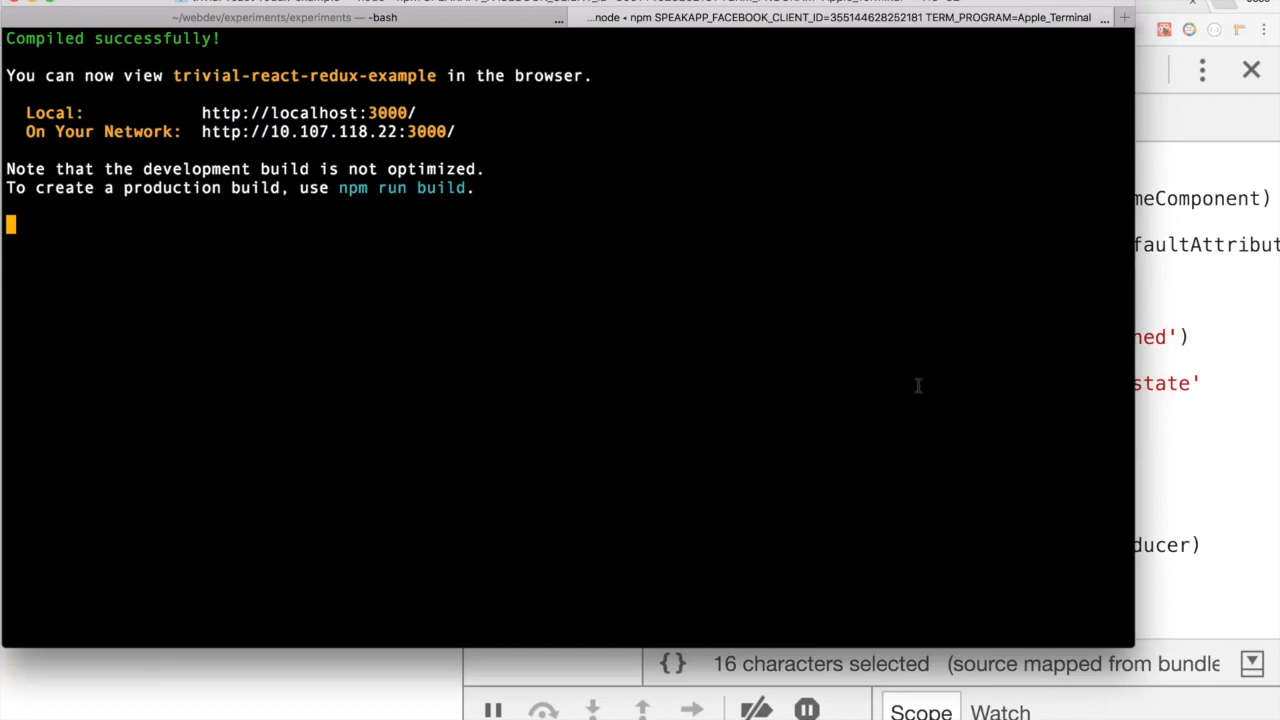 ~/webdev/experiments/experiments — -bash
...
...node ◂ npm SPEAKAPP_FACEBOOK_CLIENT_ID=355144628252181 TERM_PROGRAM=Apple_Terminal
...
+
Compiled successfully!
You can now view trivial-react-redux-example in the browser.
Local: http://localhost:3000/
On Your Network: http://10.107.118.22:3000/
Note that the development build is not optimized.
To create a production build, use npm run build.
meComponent)
faultAttribut
ned')
state'
ducer)
{} 16 characters selected (source mapped from bundle
Scope Watch